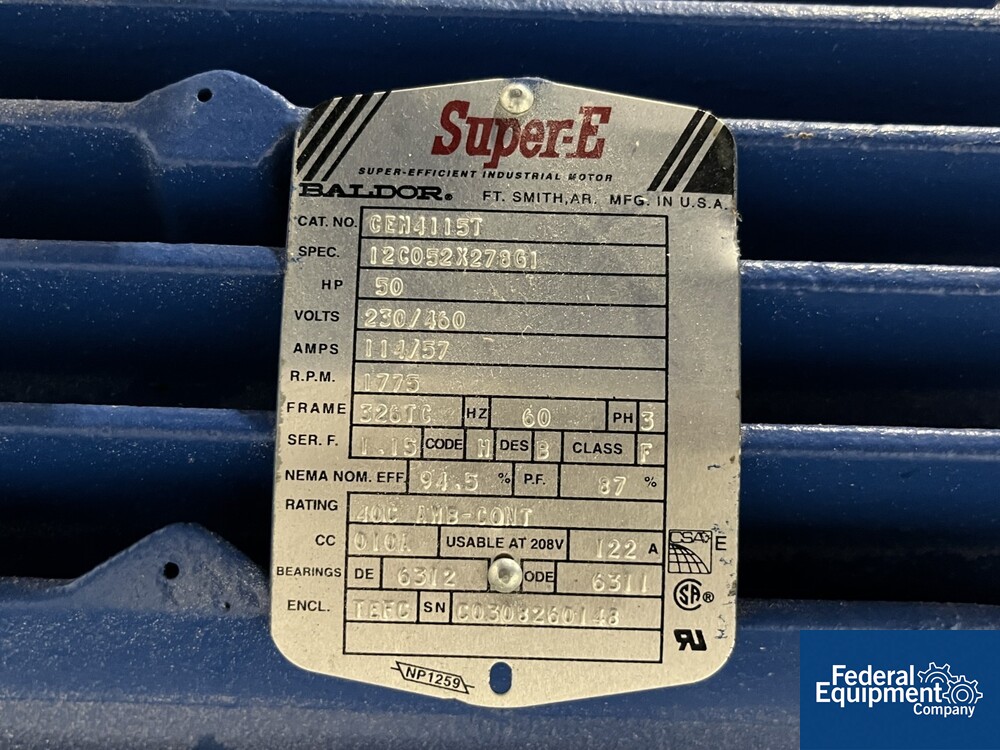 Super-E
SUPER-EFFICIENT INDUSTRIAL MOTOR
BALDOR® FT. SMITH, AR. MFG. IN U.S.A.
CAT. NO. CEM4115T
SPEC. 12C052X278G1
HP 50
VOLTS 230/460
AMPS 114/57
R.P.M. 1775
FRAME 326TC HZ 60 PH 3
SER. F. 1.15 CODE H DES B CLASS F
NEMA NOM. EFF. 94.5 % P.F. 87 %
RATING 40C AMB-CONT
CC 010A USABLE AT 208V 122 A
BEARINGS DE 6312 ODE 6311
ENCL. TEFC SN C0308260148
NP1259
CSA E
SA®
Federal
Equipment
Company